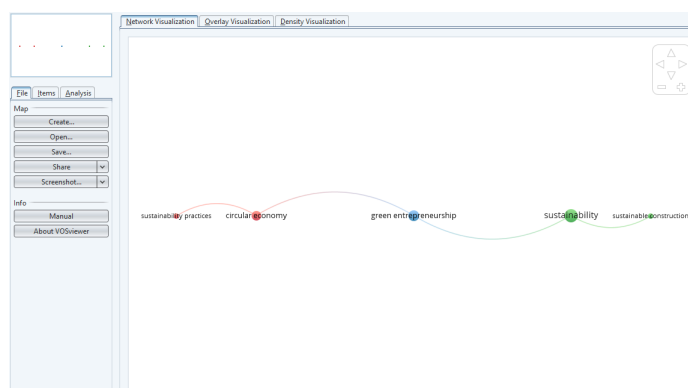 Network Visualization Overlay Visualization Density Visualization
File Items Analysis
Map
Create...
Open...
Save...
Share
Screenshot...
Info
Manual
About VOSviewer
sustainability practices circular economy green entrepreneurship sustainability sustainable construction